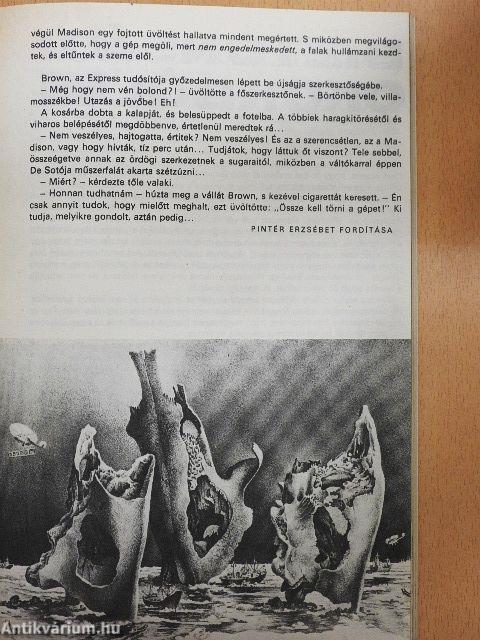 végül Madison egy fojtott üvöltést hallatva mindent megértett. S miközben megvilágo-
sodott előtte, hogy a gép megöli, mert nem engedelmeskedett, a falak hullámzani kezd-
tek, és eltűntek a szeme elől.
Brown, az Express tudósítója győzedelmesen lépett be újságja szerkesztőségébe.
– Még hogy nem vén bolond?! – üvöltötte a főszerkesztőnek. – Börtönbe vele, villa-
mosszékbe! Utazás a jövőbe! Eh!
A kosárba dobta a kalapját, és belesüppedt a fotelba. A többiek haragkitörésétől és
viharos belépésétől megdöbbenve, értetlenül meredtek rá...
– Nem veszélyes, hajtogatta, értitek? Nem veszélyes! És az a szerencsétlen, az a Ma-
dison, vagy hogy hívták, tíz perc után... Tudjátok, hogy láttuk őt viszont? Tele sebbel,
összeégetve annak az ördögi szerkezetnek a sugaraitól, miközben a váltókarral éppen
De Sotója műszerfalát akarta szétzúzni...
– Miért? – kérdezte tőle valaki.
– Honnan tudhatnám – húzta meg a vállát Brown, s kezével cigarettát keresett. – Én
csak annyit tudok, hogy mielőtt meghalt, ezt üvöltötte: „Össze kell törni a gépet!” Ki
tudja, melyikre gondolt, aztán pedig...
PINTÉR ERZSÉBET FORDÍTÁSA
Antikvárium.hu